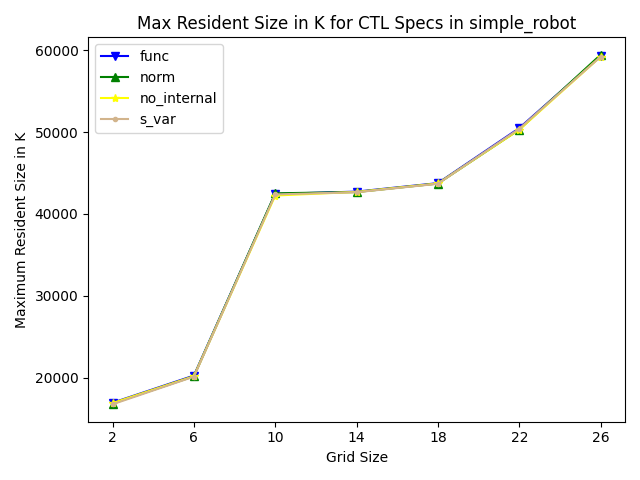 Max Resident Size in K for CTL Specs in simple_robot
func
norm
no_internal
s_var
Maximum Resident Size in K
60000
50000
40000
30000
20000
2 6 10 14 18 22 26
Grid Size